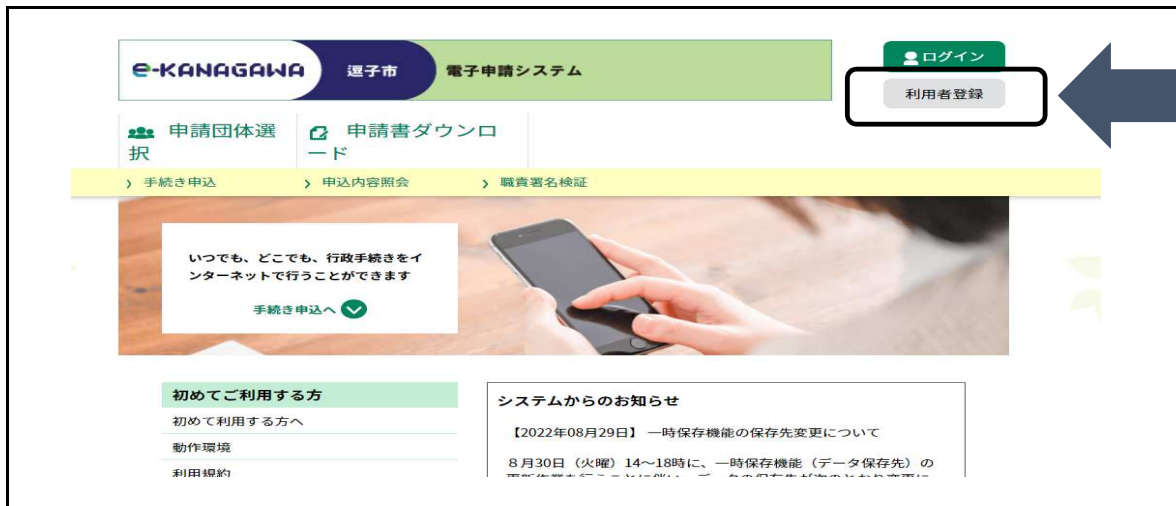 e-KANAGAWA 逗子市 電子申請システム
ログイン
利用者登録
申請団体選
択
申請書ダウンロ
ード
手続き申込 申込内容照会 職責署名検証
いつでも、どこでも、行政手続きをイ
ンターネットで行うことができます
手続き申込へ
初めてご利用する方
初めて利用する方へ
動作環境
利用規約
システムからのお知らせ
【2022年08月29日】 一時保存機能の保存先変更について
8月30日（火曜）14～18時に、一時保存機能（データ保存先）の